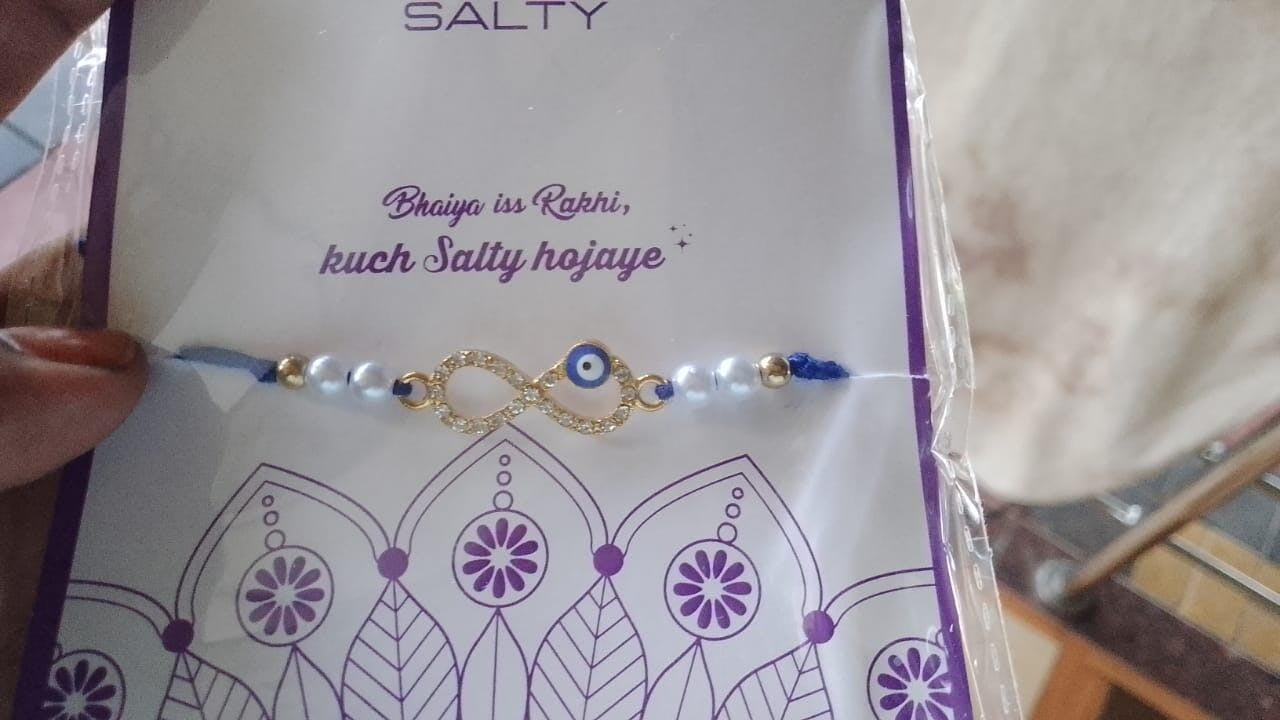 SALTY
Bhaiya iss Rakhi,
kuch Salty hojaye